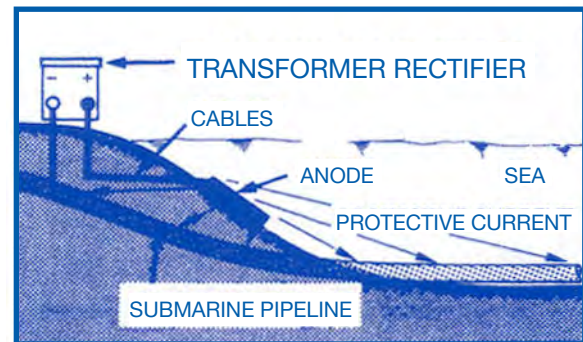 - +
TRANSFORMER RECTIFIER
CABLES
ANODE
SEA
PROTECTIVE CURRENT
SUBMARINE PIPELINE